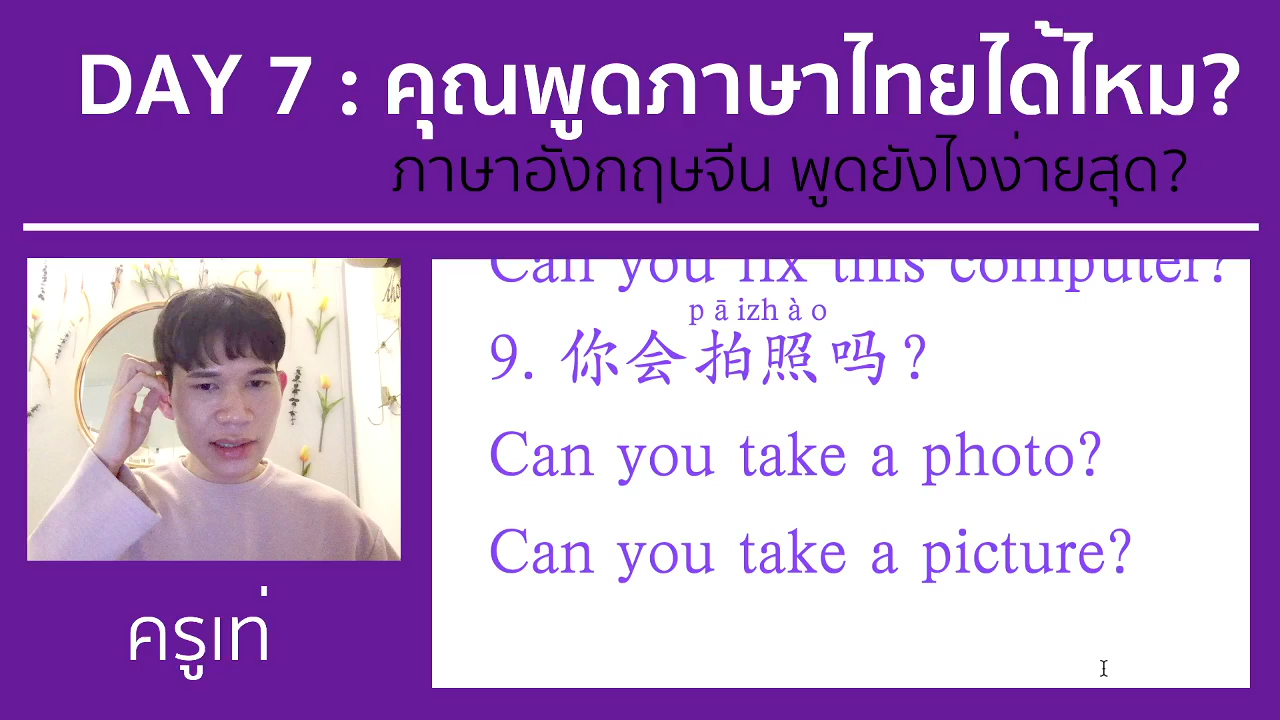 DAY 7 : คุณพูดภาษาไทยได้ไหม?
ภาษาอังกฤษจีน พูดยังไงง่ายสุด?
Can you fix this computer?
pāizhào
9. 你会拍照吗？
Can you take a photo?
Can you take a picture?
ครูเท่